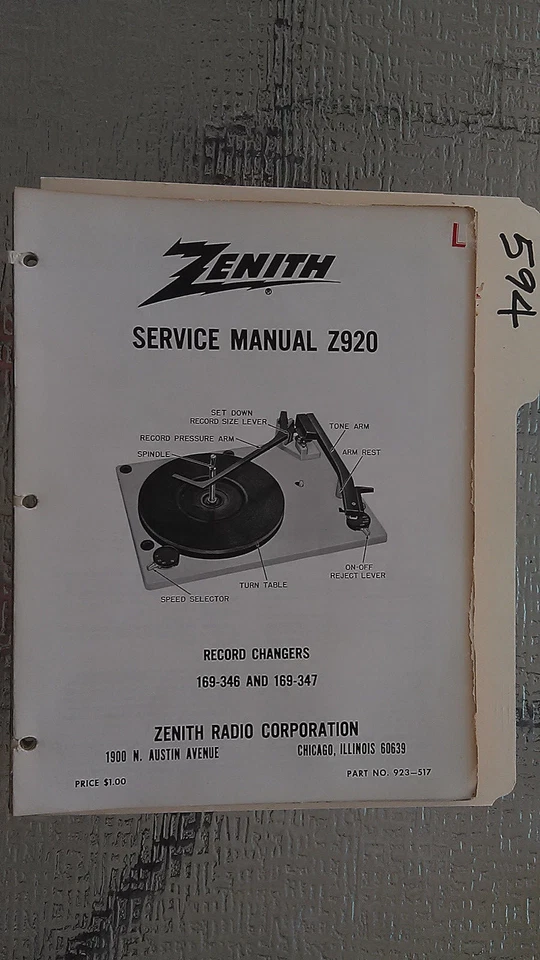 L
594
ZENITH
®
SERVICE MANUAL Z920
SET DOWN
RECORD SIZE LEVER
TONE ARM
RECORD PRESSURE ARM
ARM REST
SPINDLE
ON-OFF
REJECT LEVER
TURN TABLE
SPEED SELECTOR
RECORD CHANGERS
169-346 AND 169-347
ZENITH RADIO CORPORATION
1900 N. AUSTIN AVENUE CHICAGO, ILLINOIS 60639
PRICE $1.00 PART NO. 923—517